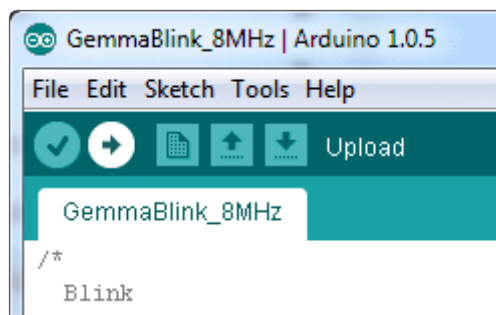 GemmaBlink_8MHz | Arduino 1.0.5
File Edit Sketch Tools Help
Upload
GemmaBlink_8MHz
/*
Blink